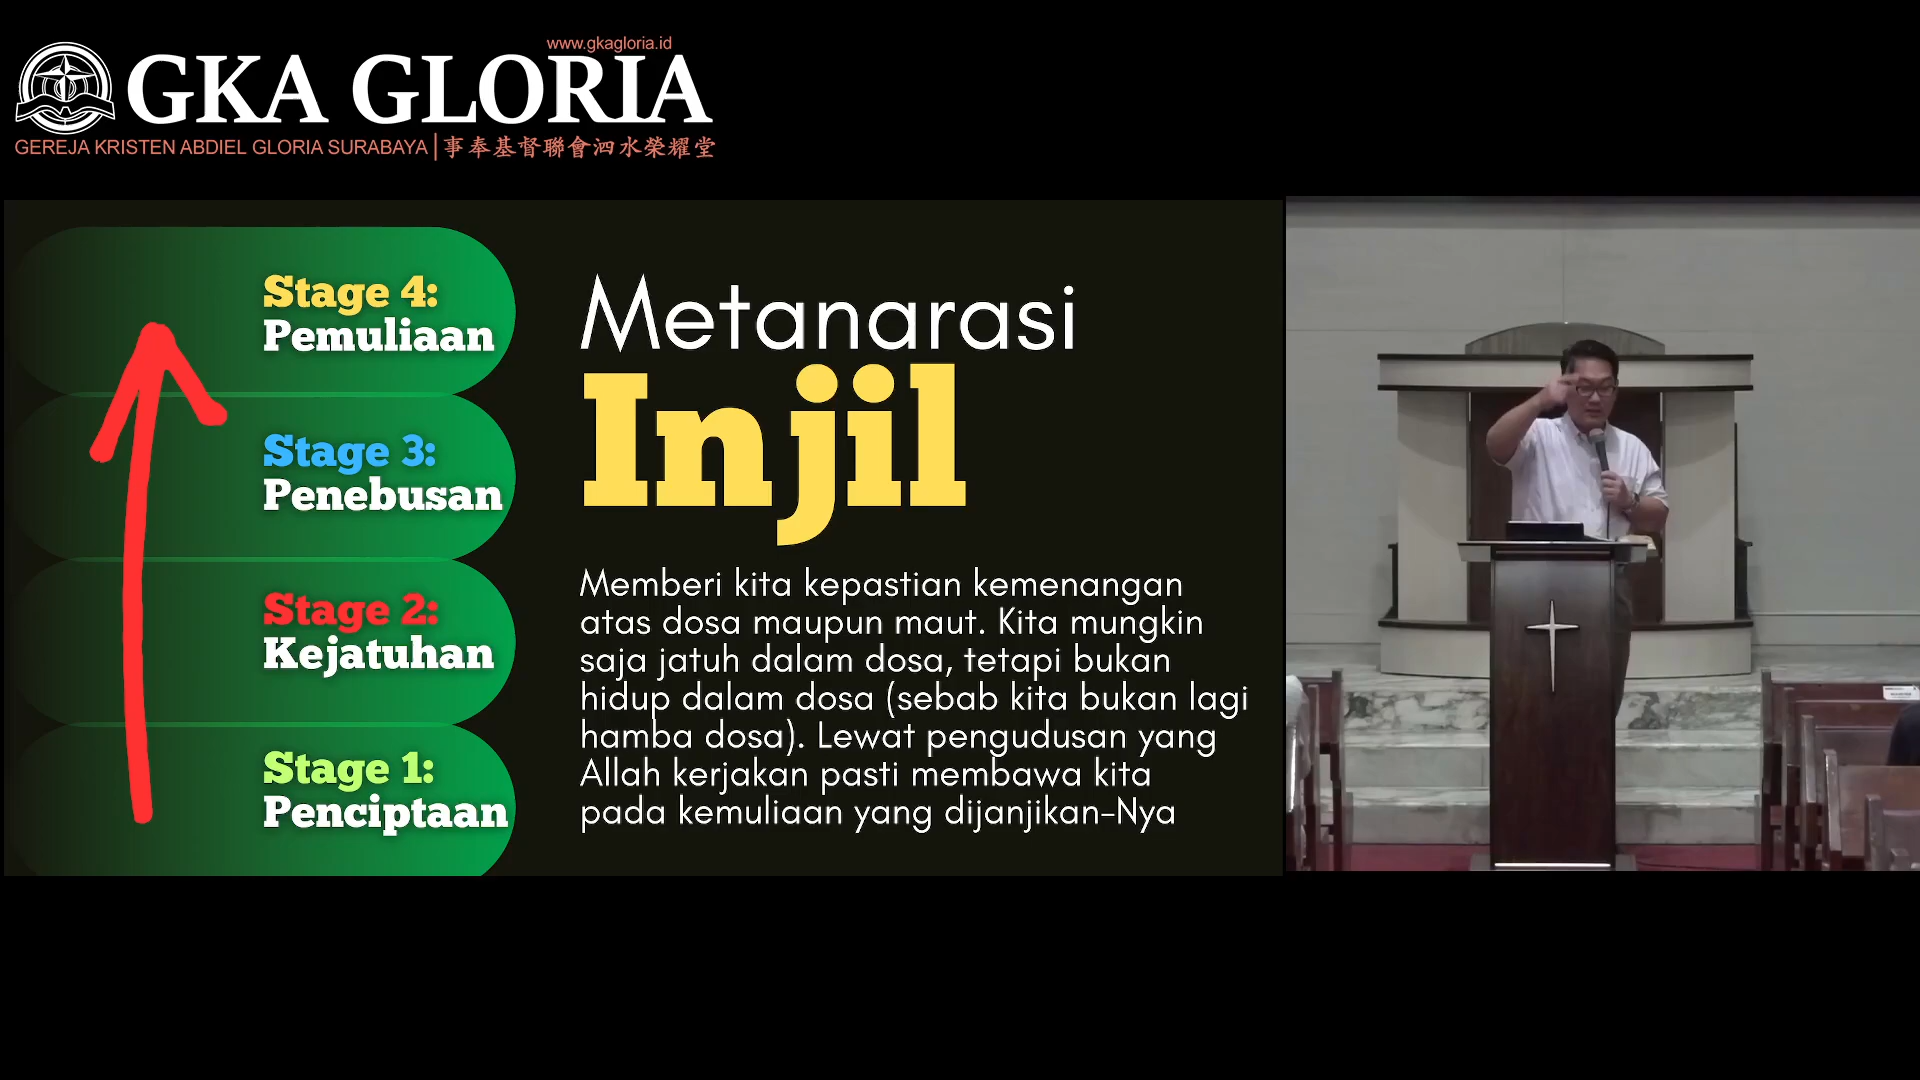 www.gkagloria.id
GKA GLORIA
GEREJA KRISTEN ABDIEL GLORIA SURABAYA | 事奉基督聯會泗水榮耀堂
Stage 4:
Pemuliaan
Stage 3:
Penebusan
Stage 2:
Kejatuhan
Stage 1:
Penciptaan
Metanarasi
Injil
Memberi kita kepastian kemenangan
atas dosa maupun maut. Kita mungkin
saja jatuh dalam dosa, tetapi bukan
hidup dalam dosa (sebab kita bukan lagi
hamba dosa). Lewat pengudusan yang
Allah kerjakan pasti membawa kita
pada kemuliaan yang dijanjikan-Nya